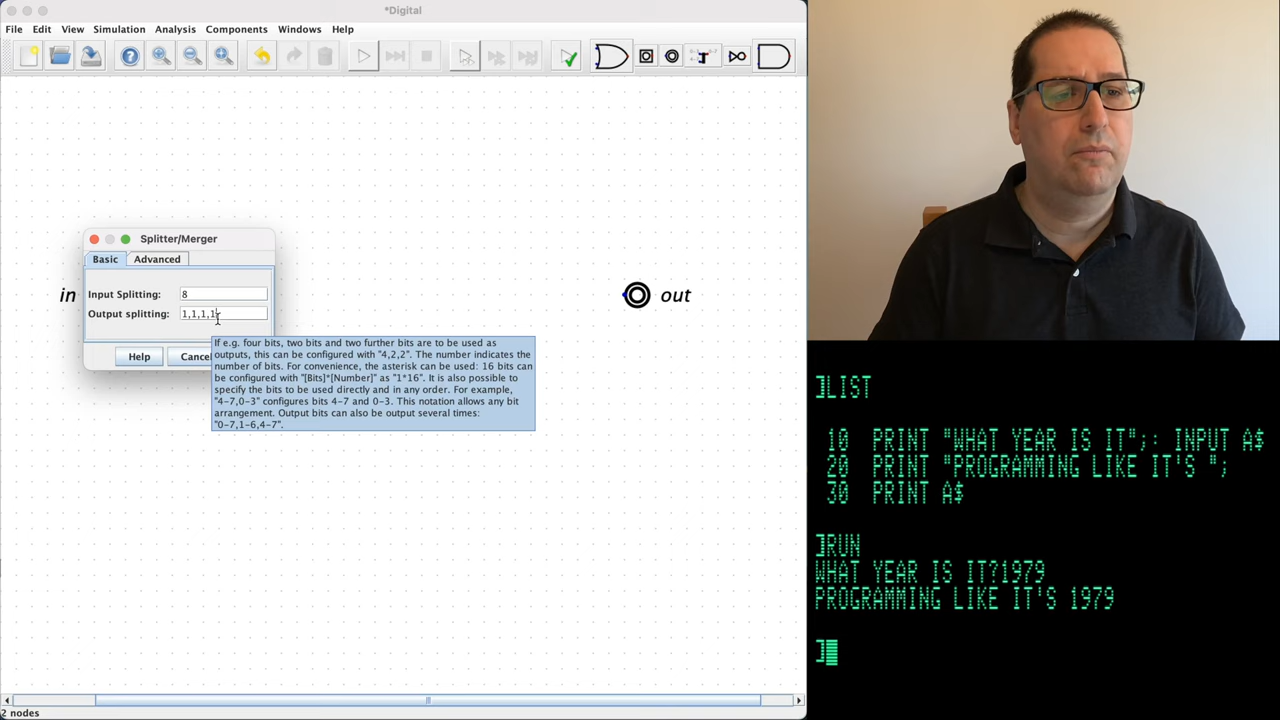 *Digital
File Edit View Simulation Analysis Components Windows Help
in
Splitter/Merger
Basic Advanced
Input Splitting: 8
Output splitting: 1,1,1,1
Help Cancel
If e.g. four bits, two bits and two further bits are to be used as
outputs, this can be configured with "4,2,2". The number indicates the
number of bits. For convenience, the asterisk can be used: 16 bits can
be configured with "[Bits]*[Number]" as "1*16". It is also possible to
specify the bits to be used directly and in any order. For example,
"4-7,0-3" configures bits 4-7 and 0-3. This notation allows any bit
arrangement. Output bits can also be output several times:
"0-7,1-6,4-7".
out
2 nodes
]LIST
10 PRINT "WHAT YEAR IS IT";: INPUT A$
20 PRINT "PROGRAMMING LIKE IT'S ";
30 PRINT A$
]RUN
WHAT YEAR IS IT?1979
PROGRAMMING LIKE IT'S 1979
]